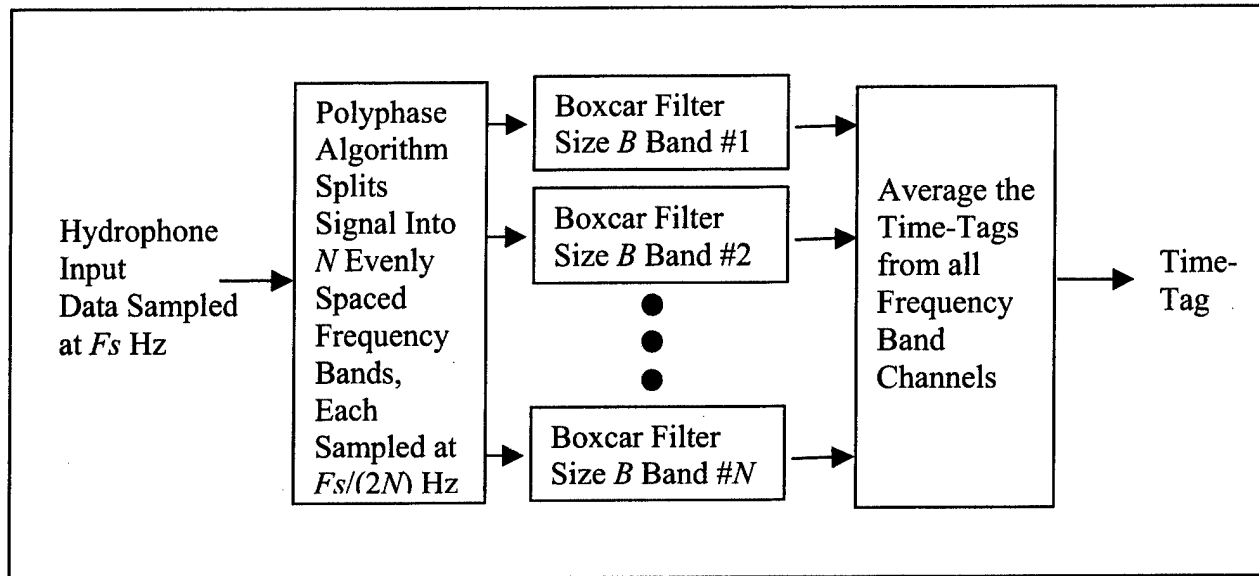 Hydrophone
Input
Data Sampled
at Fs Hz
Polyphase
Algorithm
Splits
Signal Into
N Evenly
Spaced
Frequency
Bands,
Each
Sampled at
Fs/(2N) Hz
Boxcar Filter
Size B Band #1
Boxcar Filter
Size B Band #2
Boxcar Filter
Size B Band #N
Average the
Time-Tags
from all
Frequency
Band
Channels
Time-
Tag